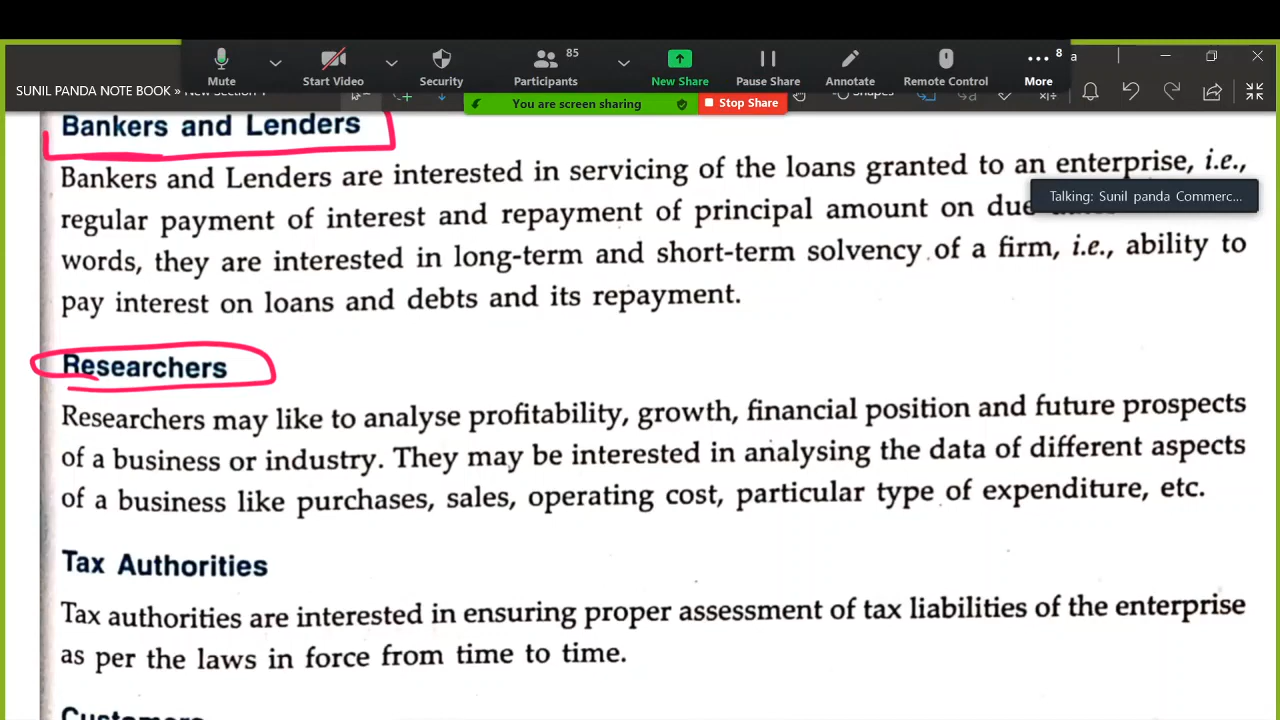 85
8
Mute
Start Video
Security
Participants
New Share
Pause Share
Annotate
Remote Control
More
a
SUNIL PANDA NOTE BOOK » New Section 1
You are screen sharing
Stop Share
Shapes
Bankers and Lenders
Bankers and Lenders are interested in servicing of the loans granted to an enterprise, i.e.,
Talking: Sunil panda Commerc...
regular payment of interest and repayment of principal amount on due
words, they are interested in long-term and short-term solvency of a firm, i.e., ability to
pay interest on loans and debts and its repayment.
Researchers
Researchers may like to analyse profitability, growth, financial position and future prospects
of a business or industry. They may be interested in analysing the data of different aspects
of a business like purchases, sales, operating cost, particular type of expenditure, etc.
Tax Authorities
Tax authorities are interested in ensuring proper assessment of tax liabilities of the enterprise
as per the laws in force from time to time.
Customers